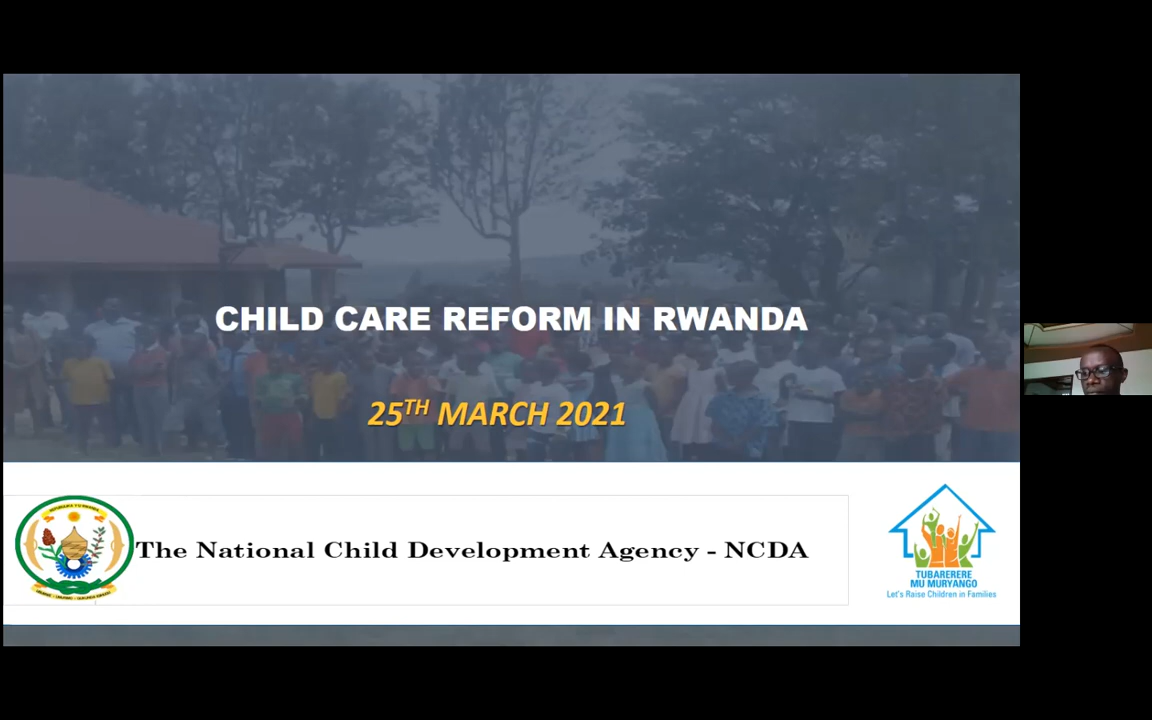 CHILD CARE REFORM IN RWANDA
25TH MARCH 2021
The National Child Development Agency - NCDA
TUBARERERE
MU MURYANGO
Let's Raise Children in Families